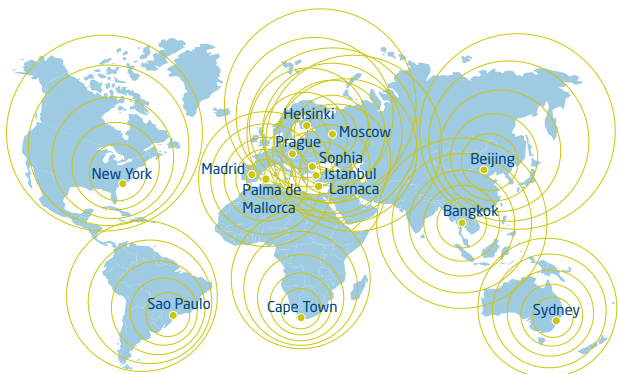 Helsinki
Moscow
Prague
Sophia
Madrid
Istanbul
Larnaca
Palma de
Mallorca
New York
Beijing
Bangkok
Sao Paulo
Cape Town
Sydney